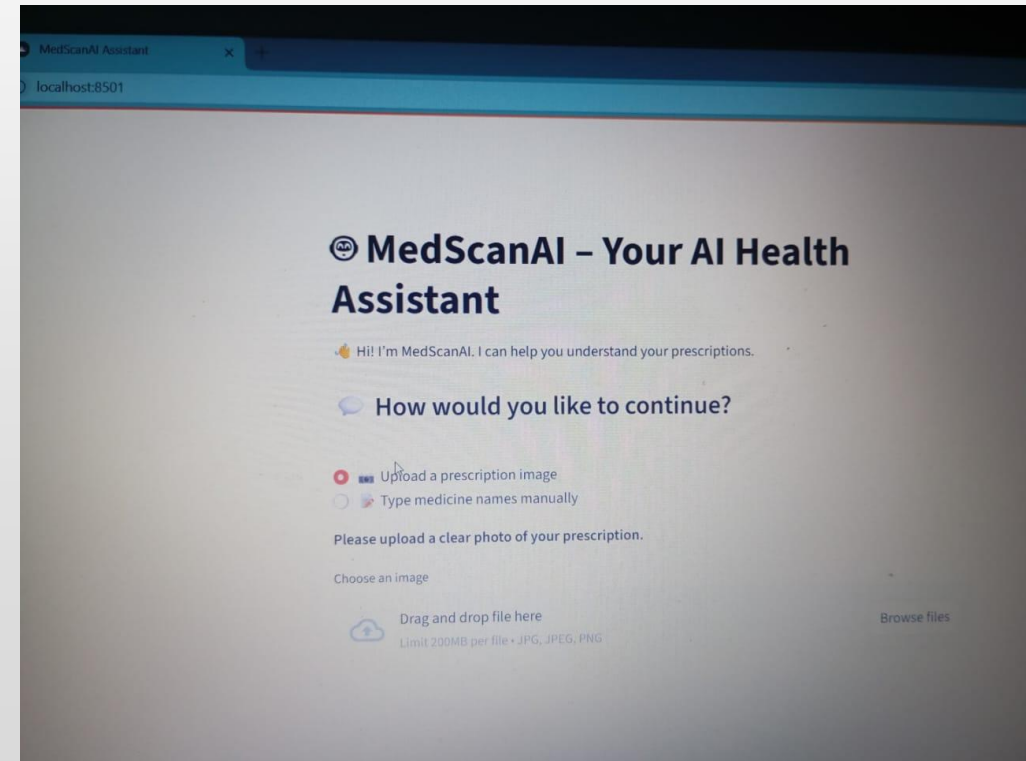 MedScanAI Assistant
localhost:8501
MedScanAI – Your AI Health
Assistant
Hi! I'm MedScanAI. I can help you understand your prescriptions.
How would you like to continue?
Upload a prescription image
Type medicine names manually
Please upload a clear photo of your prescription.
Choose an image
Drag and drop file here
Browse files
Limit 200MB per file • JPG, JPEG, PNG